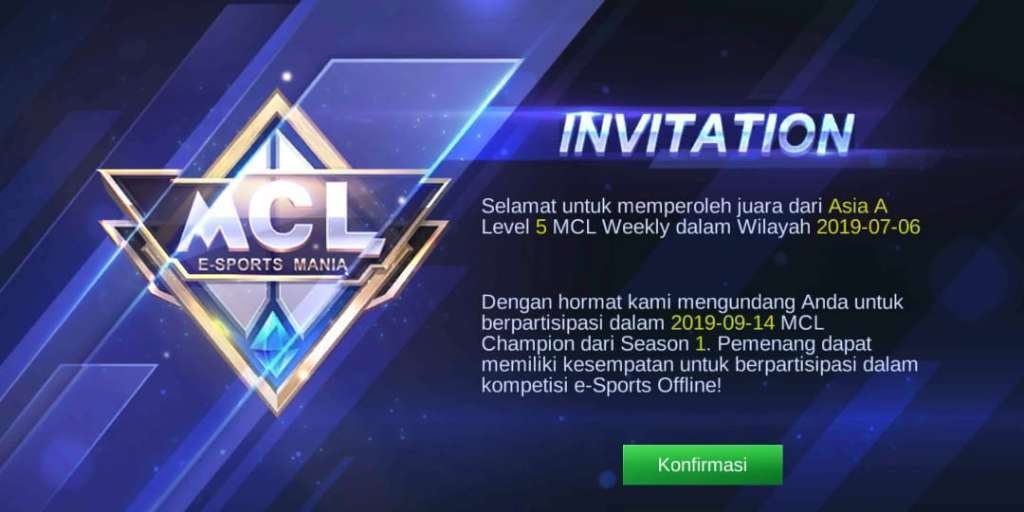 MCL
E-SPORTS MANIA
INVITATION
Selamat untuk memperoleh juara dari Asia A
Level 5 MCL Weekly dalam Wilayah 2019-07-06
Dengan hormat kami mengundang Anda untuk
berpartisipasi dalam 2019-09-14 MCL
Champion dari Season 1. Pemenang dapat
memiliki kesempatan untuk berpartisipasi dalam
kompetisi e-Sports Offline!
Konfirmasi